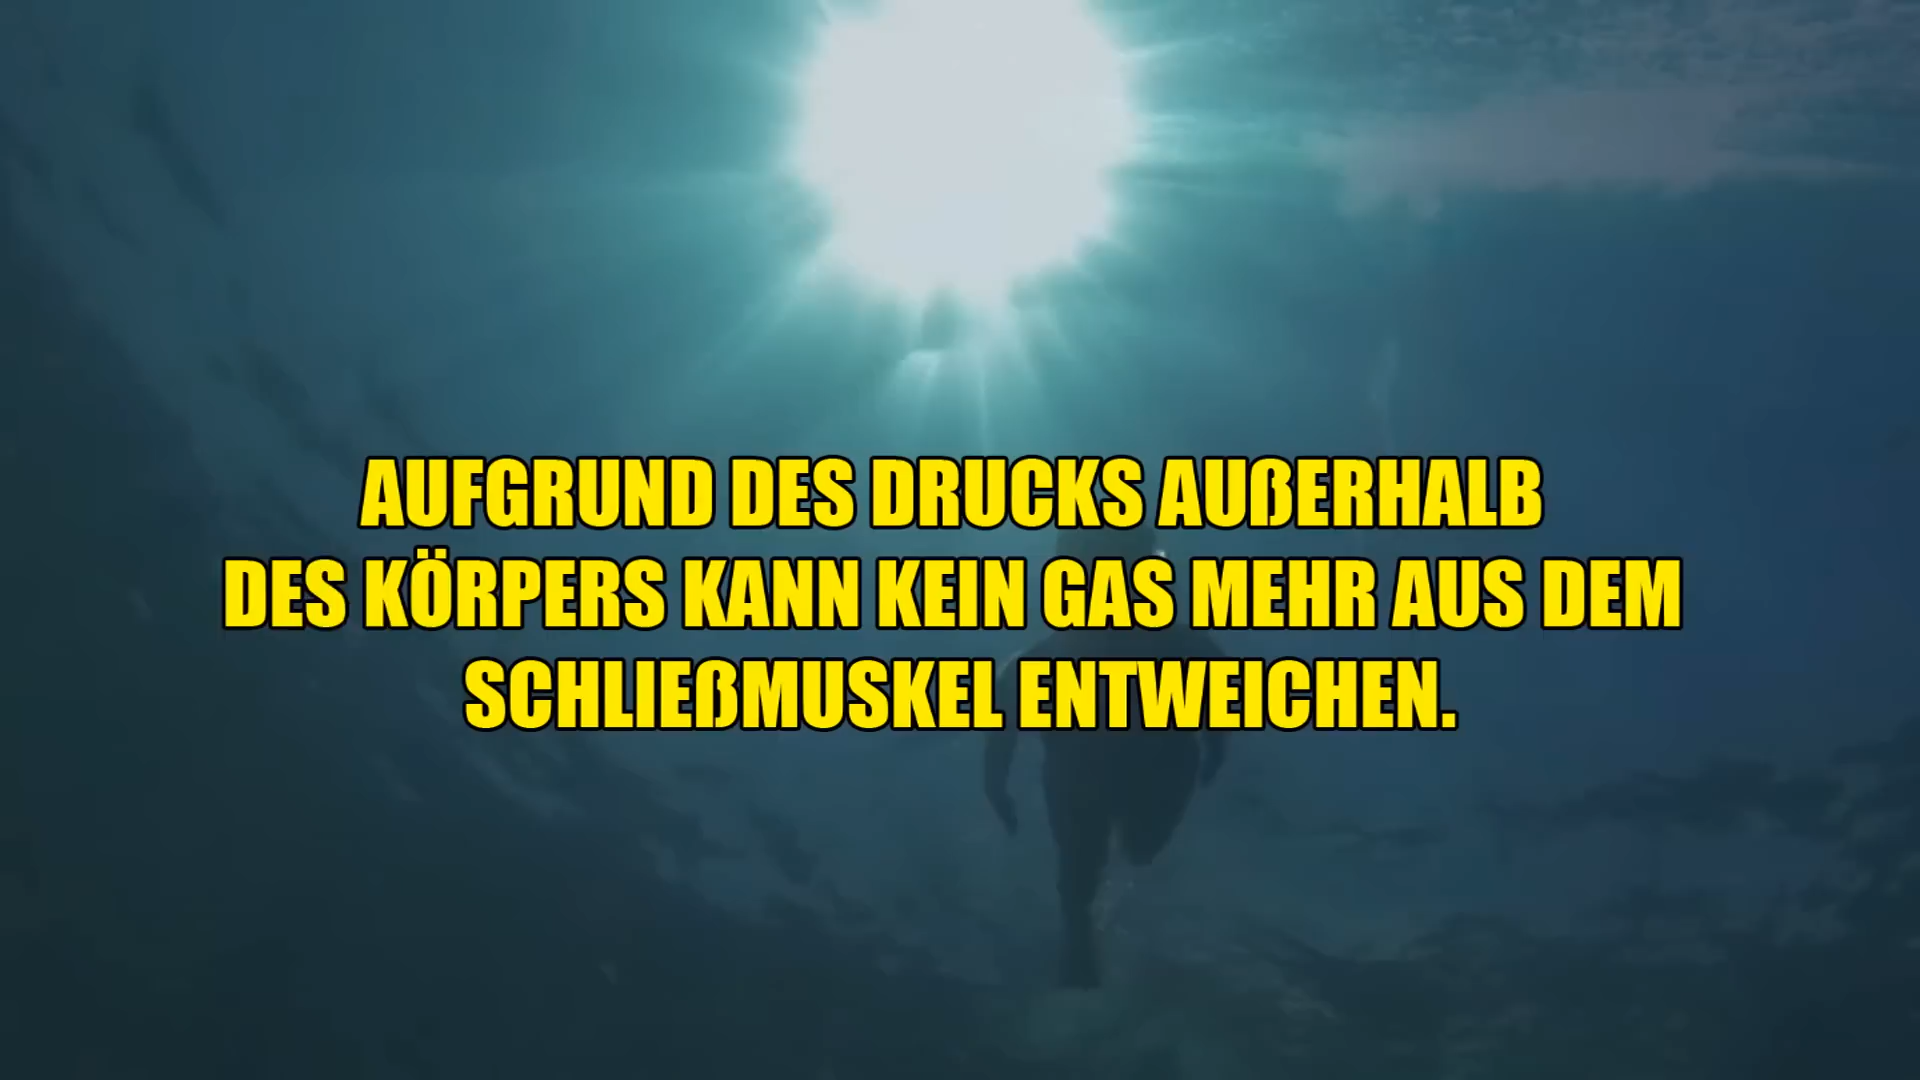 AUFGRUND DES DRUCKS AUßERHALB
DES KÖRPERS KANN KEIN GAS MEHR AUS DEM
SCHLIEßMUSKEL ENTWEICHEN.